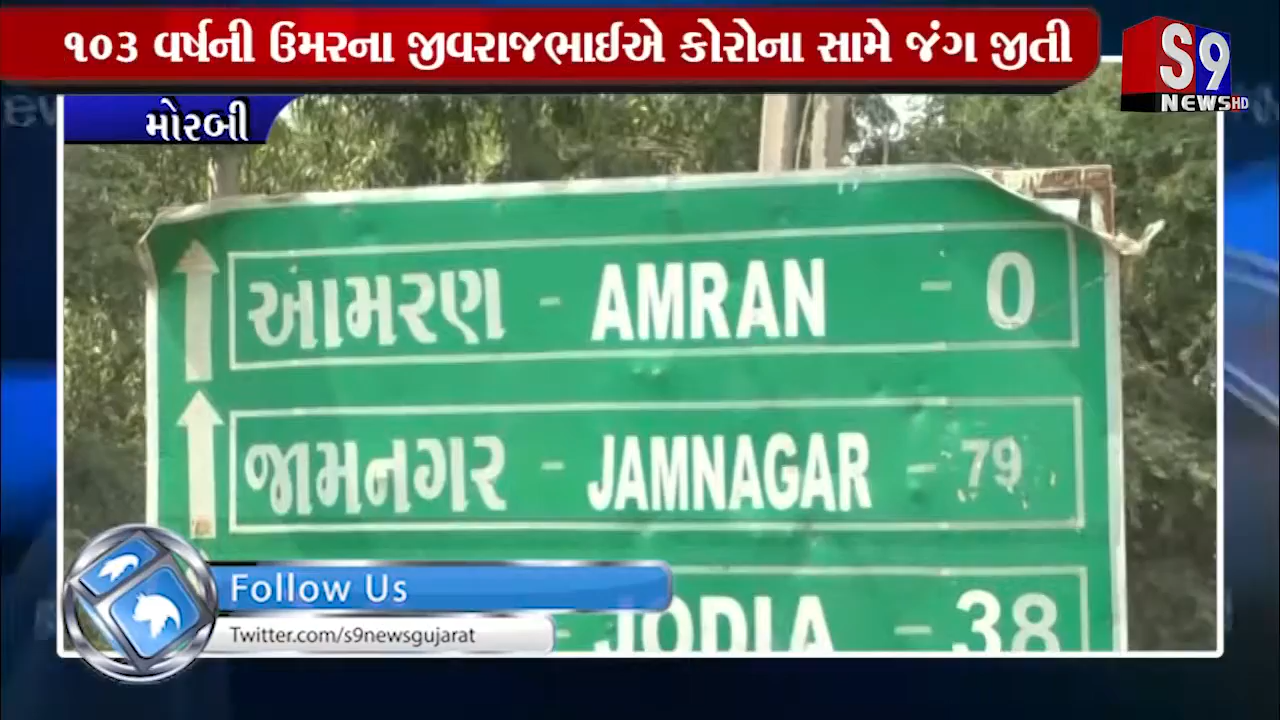 ૧૦૩ વર્ષની ઉમરના જીવરાજભાઈએ કોરોના સામે જંગ જીતી
S9
NEWS HD
મોરબી
આમરણ - AMRAN - 0
જામનગર - JAMNAGAR - 79
- JODIA - 38
Follow Us
Twitter.com/s9newsgujarat